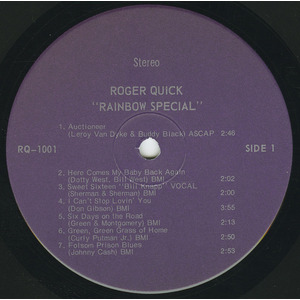 Stereo
ROGER QUICK
"RAINBOW SPECIAL"
1. Auctioneer
(Leroy Van Dyke & Buddy Black) ASCAP 2:46
RQ-1001
SIDE 1
2. Here Comes My Baby Back Again
(Dotty West, Bill West) BMI 2:02
3. Sweet Sixteen "Bill Knaus" VOCAL
(Sherman & Sherman) BMI 2:00
4. I Can't Stop Lovin' You
(Don Gibson) BMI 3:55
5. Six Days on the Road
(Green & Montgomery) BMI 2:13
6. Green, Green Grass of Home
(Curly Putman Jr.) BMI 2:50
7. Folsom Prison Blues
(Johnny Cash) BMI 2:53